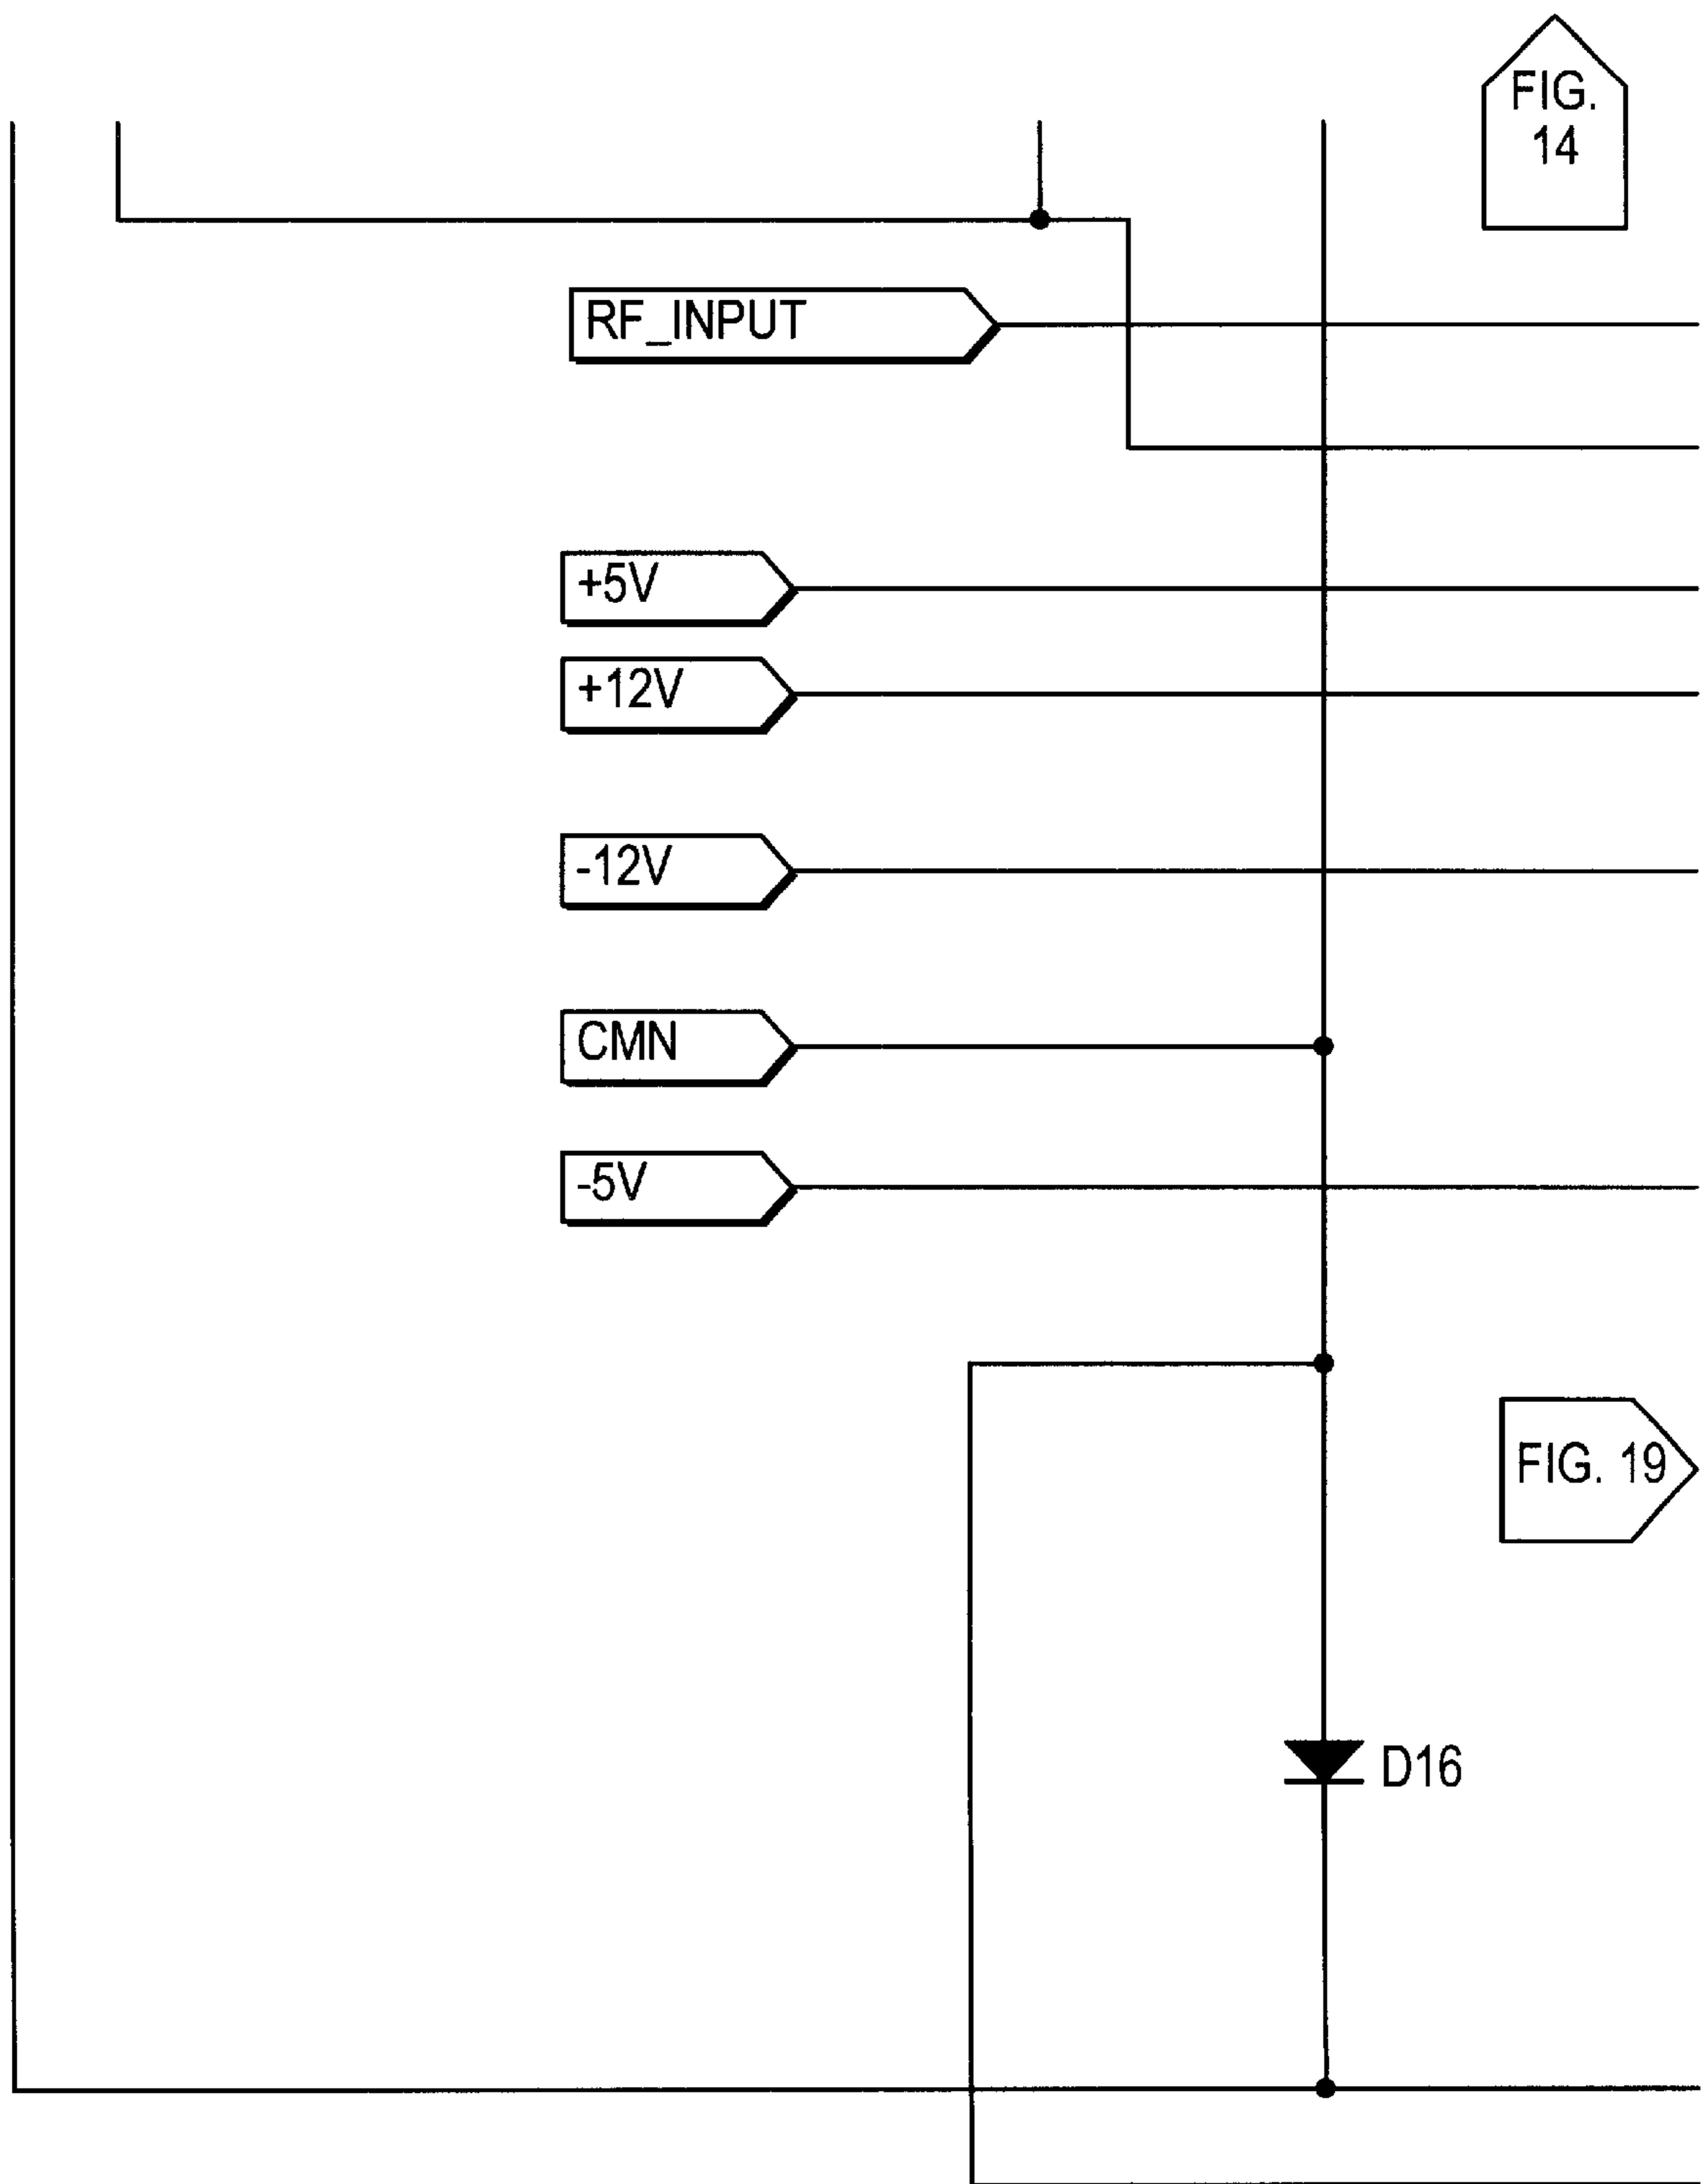 FIG.
14
RF_INPUT
+5V
+12V
-12V
CMN
-5V
FIG. 19
D16